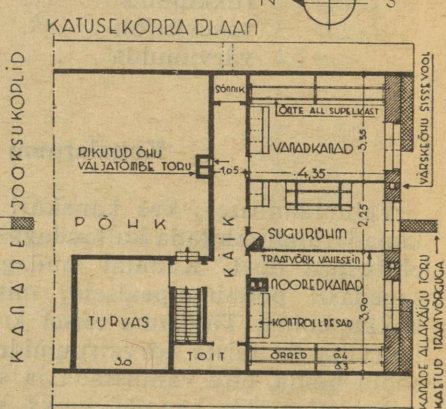 N S
KATUSEKORRA PLAAN
KANADE JOOKSUKOPLID
SÕNNIK
ÕRTE ALL SUPELKAST
RIKUTUD ÕHU
VÄLJATÕMBE TORU
VANADKANAD
5,35
1,05
4,35
VÄRSKEÕHU SISSEVOOL
PÕHK
KÄIK
2,25
SUGURÜHM
TRAATVÕRK VAHESEIN
NOOREDKANAD
3,90
KONTROLLPESAD
TURVAS
3.0
TOIT
ÕRRED
0.4
0.3
KANADE ALLAKÄIGU TORU
KAETUD TRAATVÕRGUGA